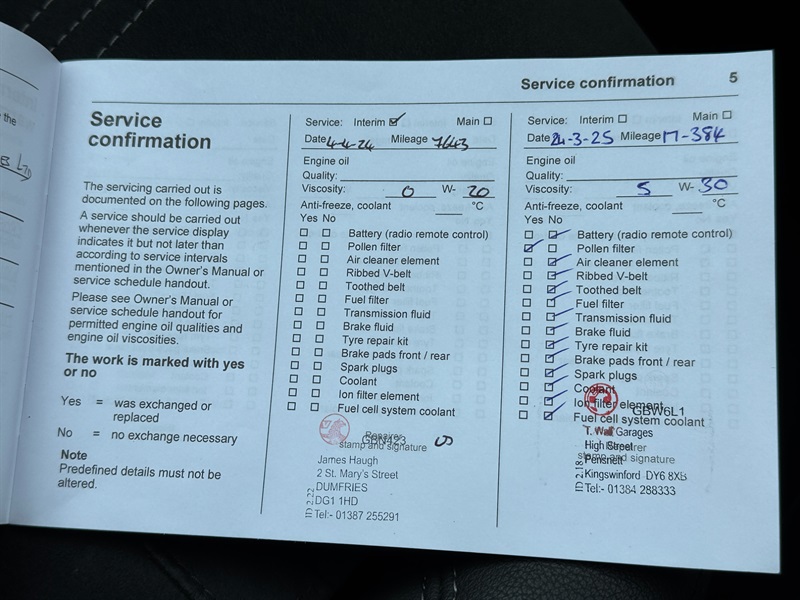 Service confirmation 5
the
LTD
Service
confirmation
The servicing carried out is
documented on the following pages.
A service should be carried out
whenever the service display
indicates it but not later than
according to service intervals
mentioned in the Owner's Manual or
service schedule handout.
Please see Owner's Manual or
service schedule handout for
permitted engine oil qualities and
engine oil viscosities.
The work is marked with yes
or no
Yes = was exchanged or
replaced
No = no exchange necessary
Note
Predefined details must not be
altered.
Service: Interim Main
Date 4-4-24 Mileage 7643
Engine oil
Quality:
Viscosity: 0 W- 20
Anti-freeze, coolant °C
Yes No
Battery (radio remote control)
Pollen filter
Air cleaner element
Ribbed V-belt
Toothed belt
Fuel filter
Transmission fluid
Brake fluid
Tyre repair kit
Brake pads front / rear
Spark plugs
Coolant
Ion filter element
Fuel cell system coolant
GBN423
stamp and signature
James Haugh
2 St. Mary's Street
DUMFRIES
DG1 1HD
Tel:- 01387 255291
Service: Interim Main
Date 24-3-25 Mileage 17-384
Engine oil
Quality:
Viscosity: 5 W- 30
Anti-freeze, coolant °C
Yes No
Battery (radio remote control)
Pollen filter
Air cleaner element
Ribbed V-belt
Toothed belt
Fuel filter
Transmission fluid
Brake fluid
Tyre repair kit
Brake pads front / rear
Spark plugs
Coolant
Ion filter element
GBW6L1
Fuel cell system coolant
T. Wall Garages
High Street
stamp and signature
Pensnett
Kingswinford DY6 8XB
Tel:- 01384 288333